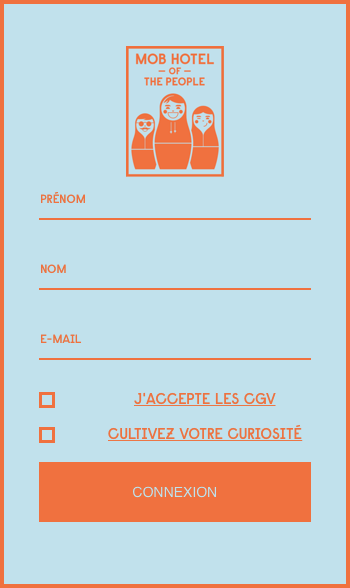 MOB HOTEL
— OF —
THE PEOPLE
PRÉNOM
NOM
E-MAIL
J'ACCEPTE LES CGV
CULTIVEZ VOTRE CURIOSITÉ
CONNEXION